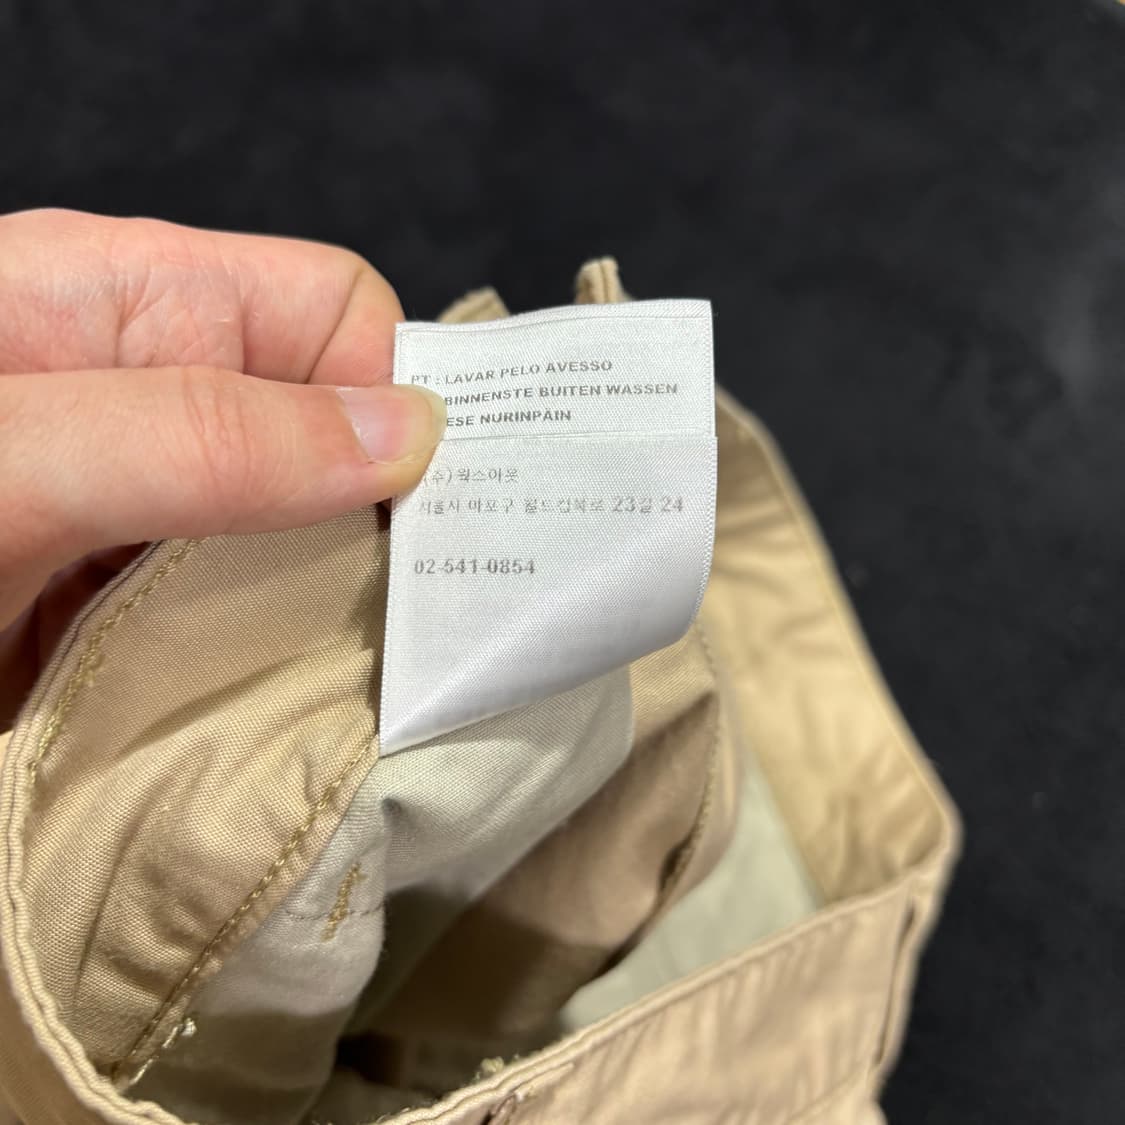 PT : LAVAR PELO AVESSO
BINNENSTE BUITEN WASSEN
ESE NURINPÄIN
(주)웍스아웃
서울시 마포구 월드컵북로 23길 24
02-541-0854